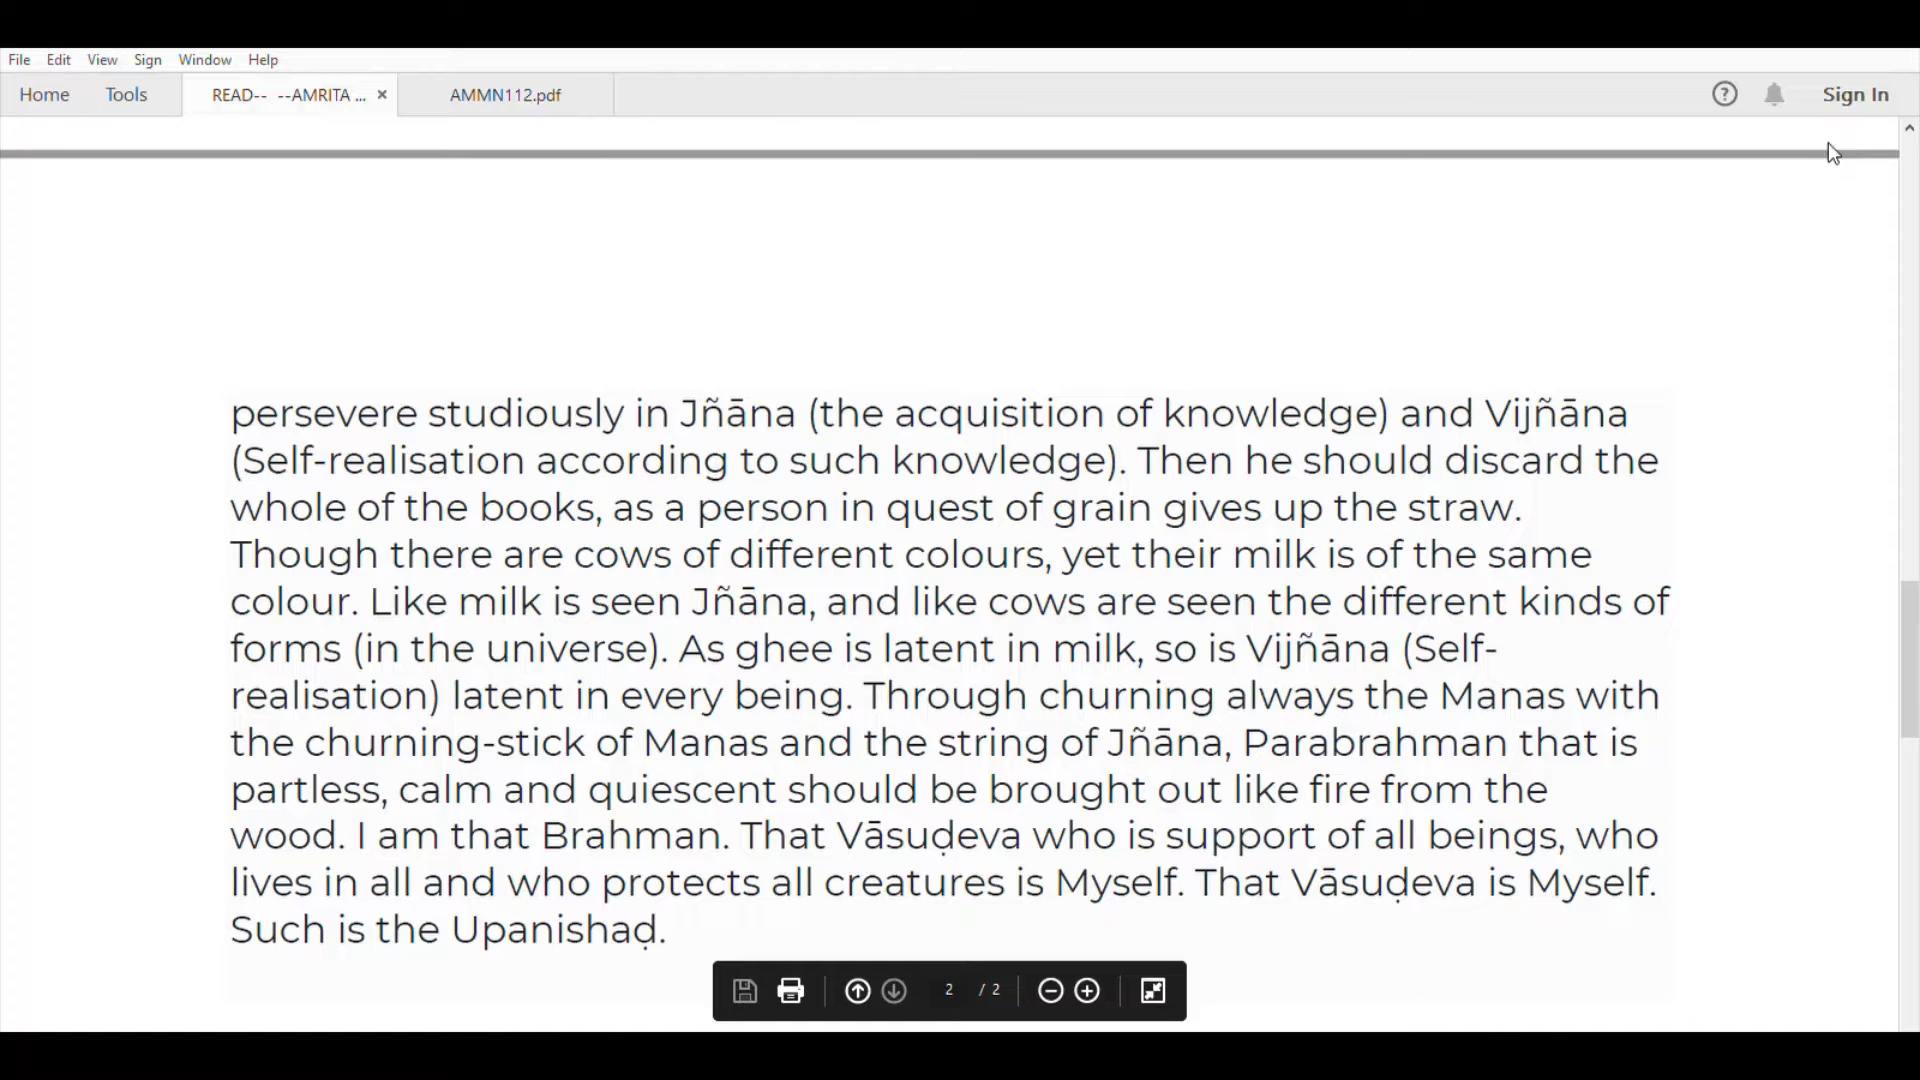 File Edit View Sign Window Help
Home Tools READ-- --AMRITA ... × AMMN112.pdf Sign In
persevere studiously in Jñāna (the acquisition of knowledge) and Vijñāna
(Self-realisation according to such knowledge). Then he should discard the
whole of the books, as a person in quest of grain gives up the straw.
Though there are cows of different colours, yet their milk is of the same
colour. Like milk is seen Jñāna, and like cows are seen the different kinds of
forms (in the universe). As ghee is latent in milk, so is Vijñāna (Self-
realisation) latent in every being. Through churning always the Manas with
the churning-stick of Manas and the string of Jñāna, Parabrahman that is
partless, calm and quiescent should be brought out like fire from the
wood. I am that Brahman. That Vāsuḍeva who is support of all beings, who
lives in all and who protects all creatures is Myself. That Vāsuḍeva is Myself.
Such is the Upanishaḍ.
2 / 2